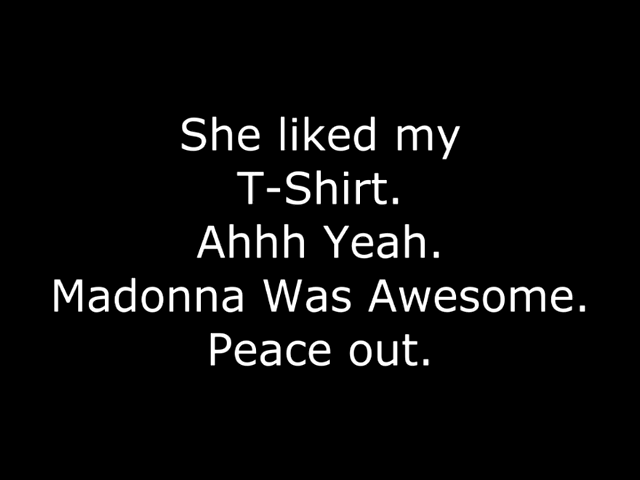 She liked my
T-Shirt.
Ahhh Yeah.
Madonna Was Awesome.
Peace out.